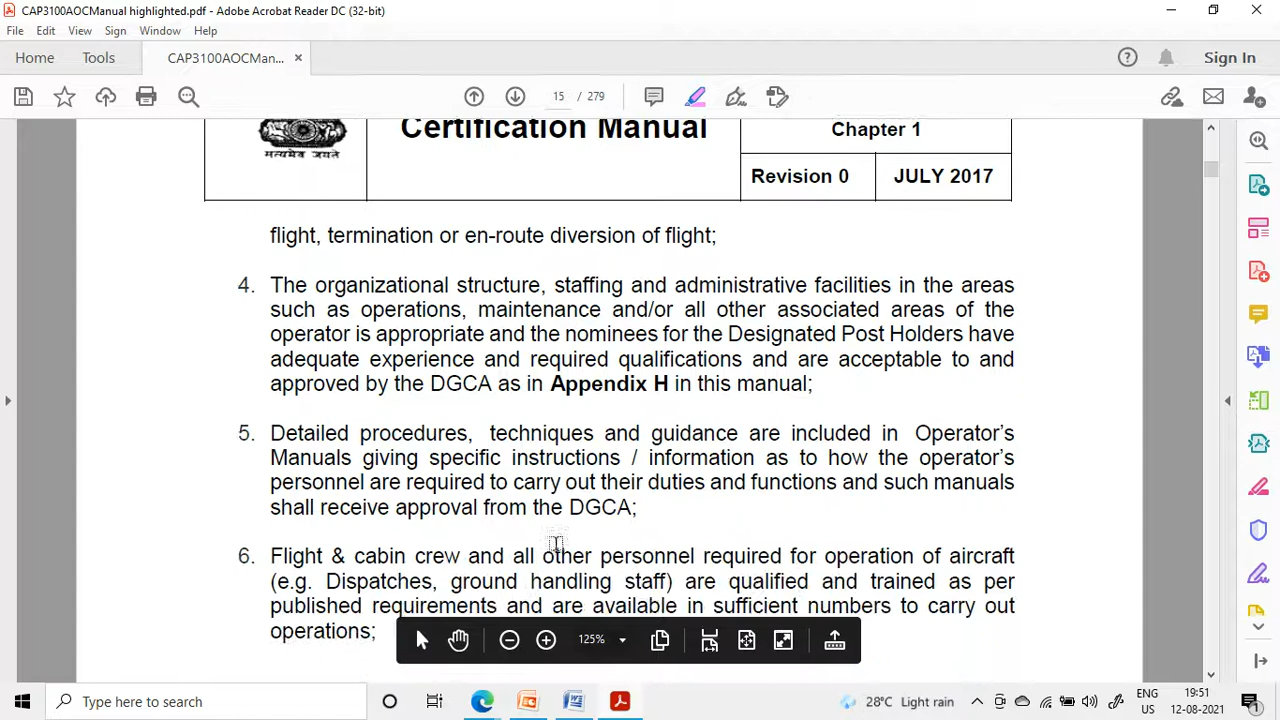 CAP3100AOCManual highlighted.pdf - Adobe Acrobat Reader DC (32-bit)
File Edit View Sign Window Help
Home Tools CAP3100AOCMan... × Sign In
15 / 279
Certification Manual
Chapter 1
सत्यमेव जयते
Revision 0 JULY 2017
flight, termination or en-route diversion of flight;
4. The organizational structure, staffing and administrative facilities in the areas
such as operations, maintenance and/or all other associated areas of the
operator is appropriate and the nominees for the Designated Post Holders have
adequate experience and required qualifications and are acceptable to and
approved by the DGCA as in Appendix H in this manual;
5. Detailed procedures, techniques and guidance are included in Operator's
Manuals giving specific instructions / information as to how the operator's
personnel are required to carry out their duties and functions and such manuals
shall receive approval from the DGCA;
6. Flight & cabin crew and all other personnel required for operation of aircraft
(e.g. Dispatches, ground handling staff) are qualified and trained as per
published requirements and are available in sufficient numbers to carry out
operations;
125%
Type here to search
28°C Light rain
ENG
US
19:51
12-08-2021
1